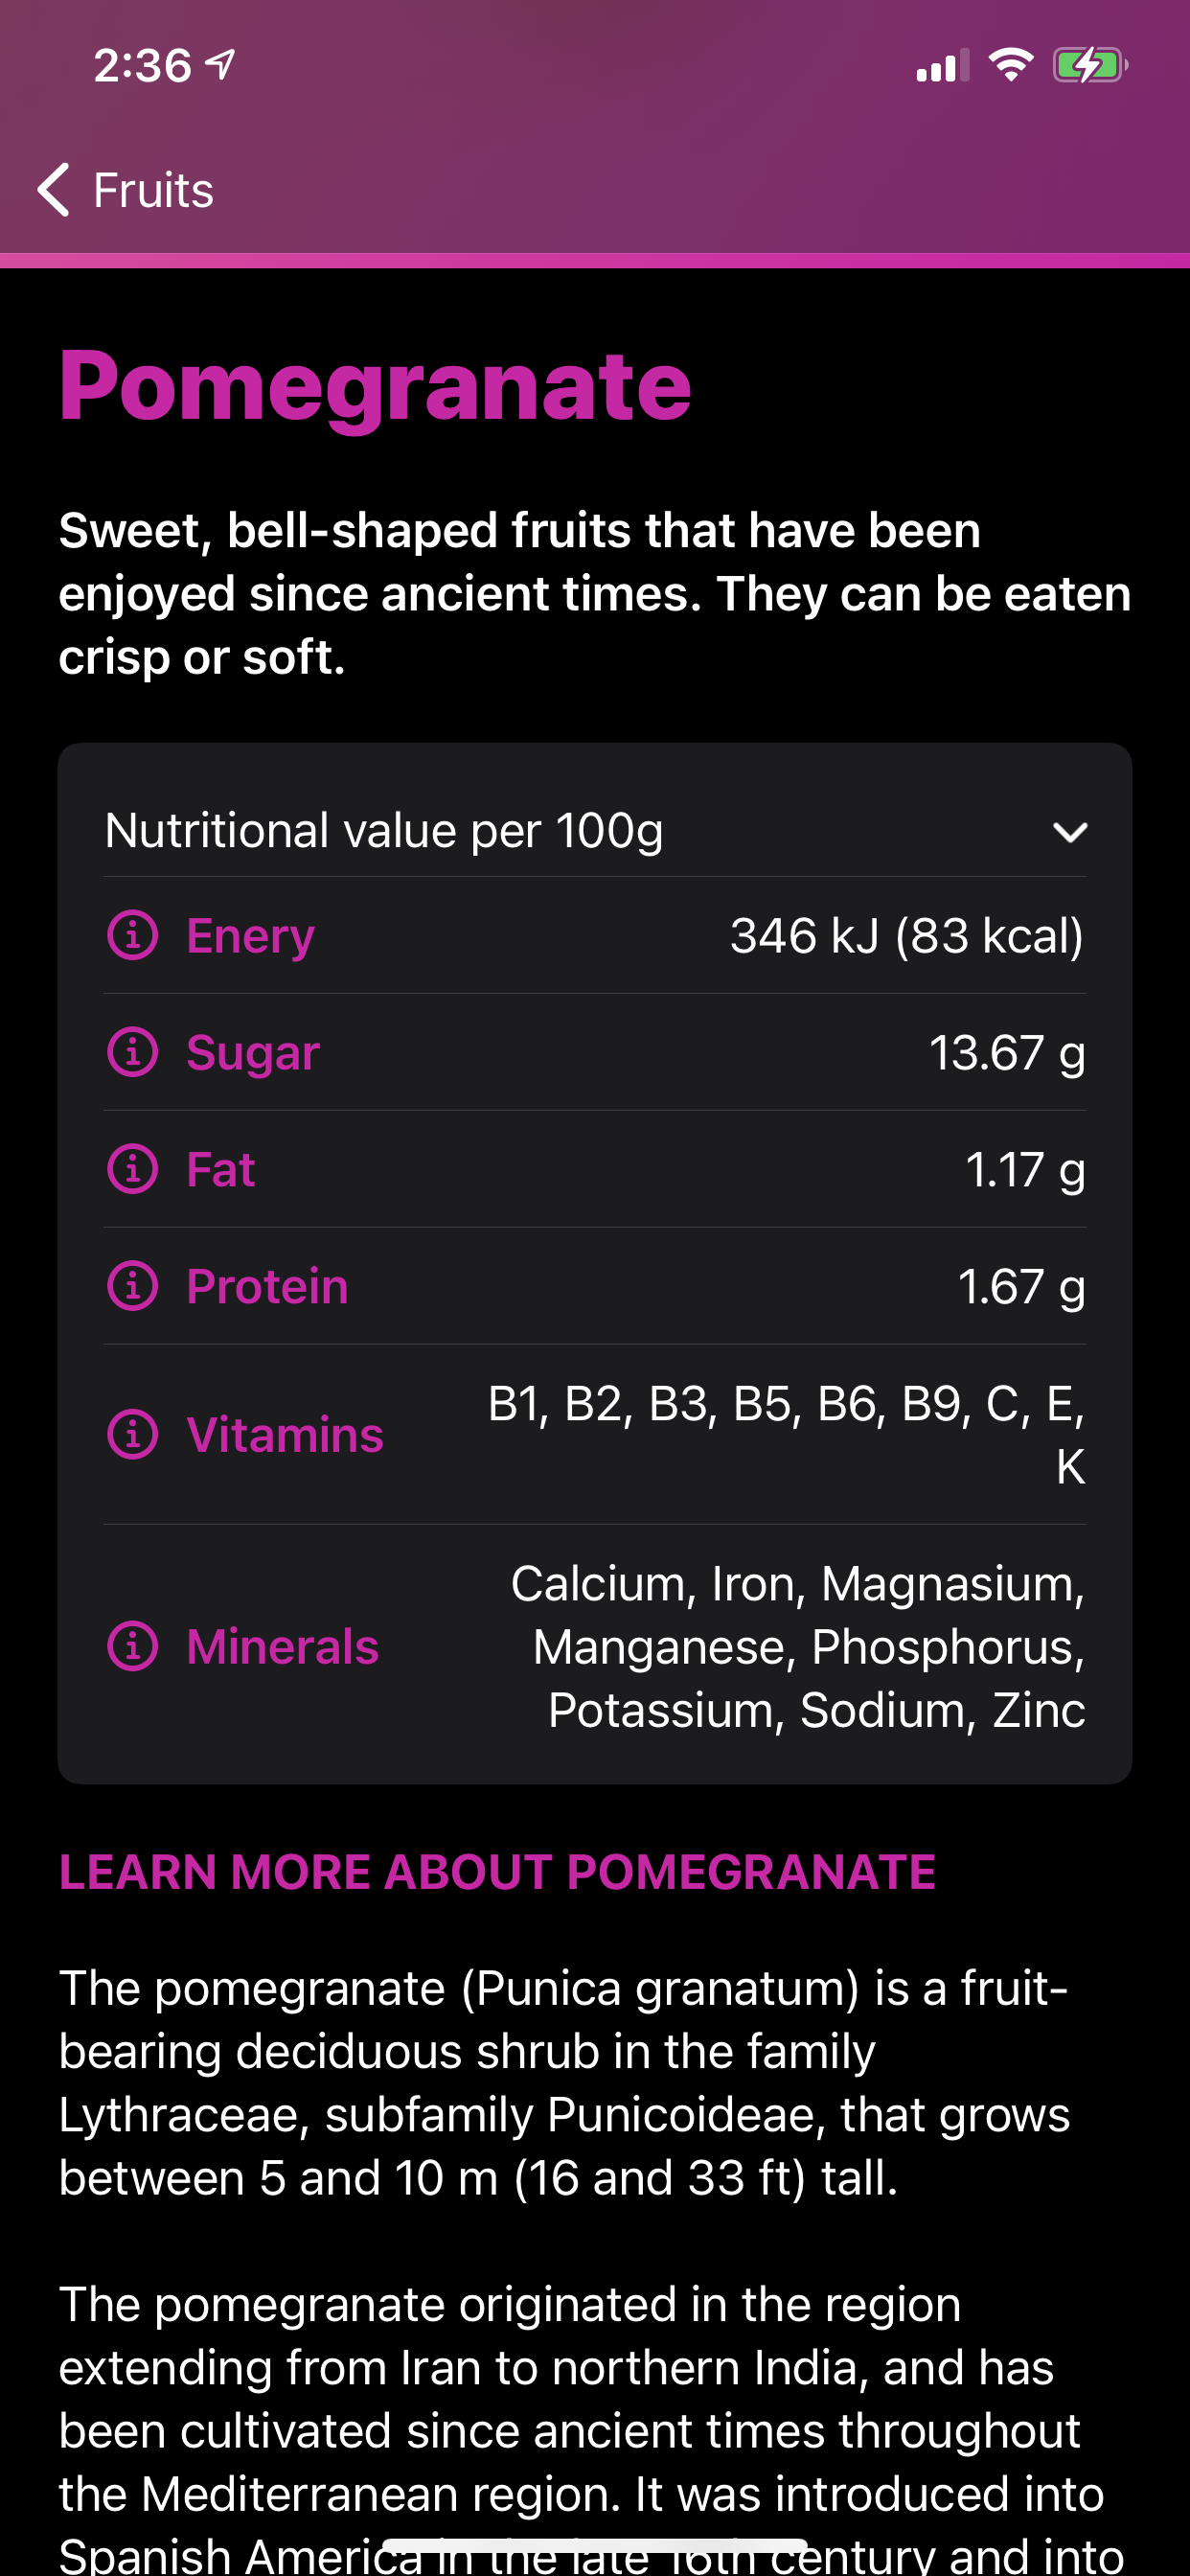 2:36
Fruits
Pomegranate
Sweet, bell-shaped fruits that have been
enjoyed since ancient times. They can be eaten
crisp or soft.
Nutritional value per 100g
Enery 346 kJ (83 kcal)
Sugar 13.67 g
Fat 1.17 g
Protein 1.67 g
Vitamins B1, B2, B3, B5, B6, B9, C, E,
K
Minerals Calcium, Iron, Magnasium,
Manganese, Phosphorus,
Potassium, Sodium, Zinc
LEARN MORE ABOUT POMEGRANATE
The pomegranate (Punica granatum) is a fruit-
bearing deciduous shrub in the family
Lythraceae, subfamily Punicoideae, that grows
between 5 and 10 m (16 and 33 ft) tall.
The pomegranate originated in the region
extending from Iran to northern India, and has
been cultivated since ancient times throughout
the Mediterranean region. It was introduced into
Spanish America in the late 16th century and into